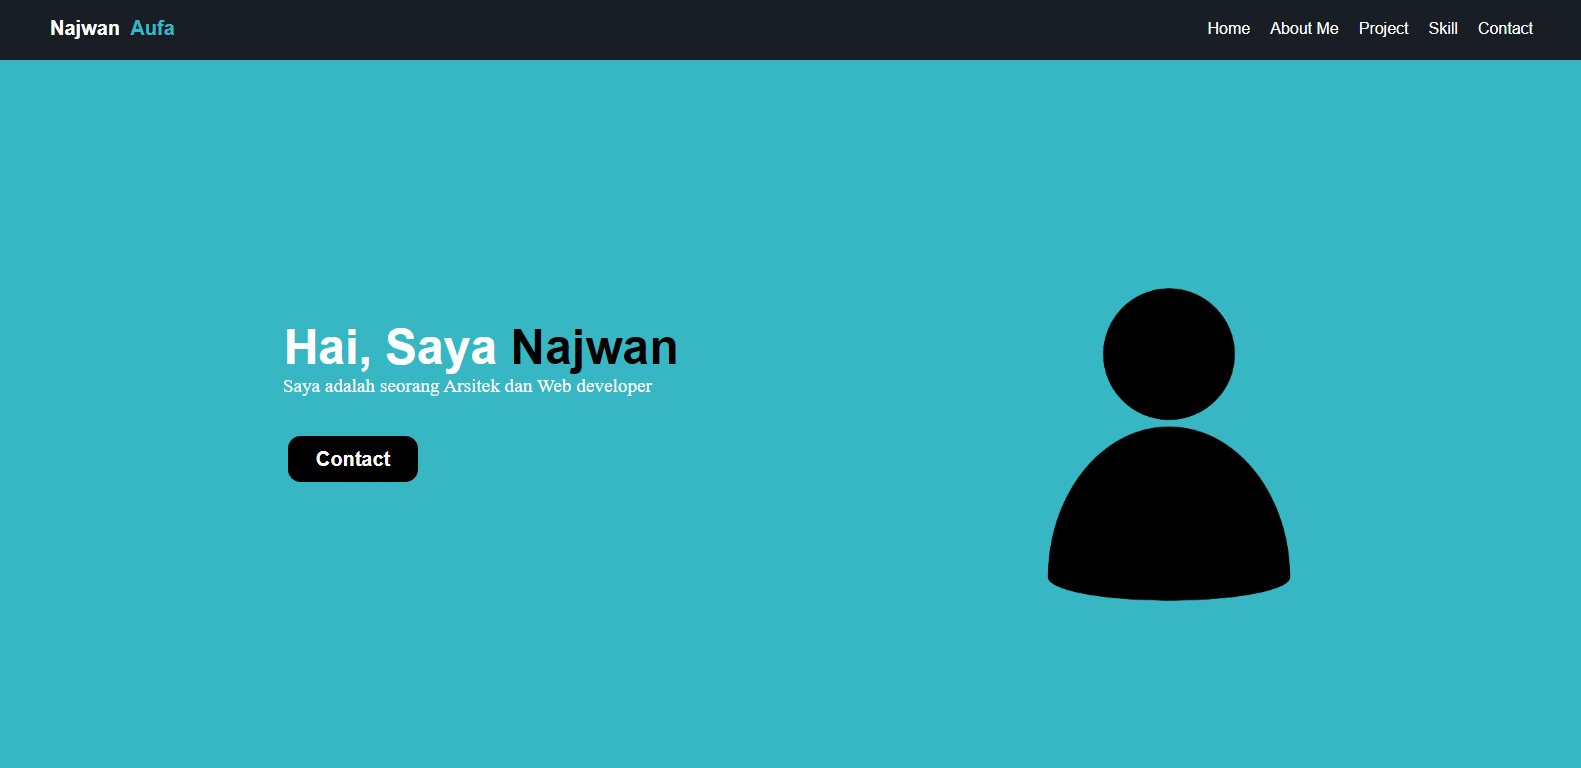 Najwan Aufa
Home About Me Project Skill Contact
Hai, Saya Najwan
Saya adalah seorang Arsitek dan Web developer
Contact